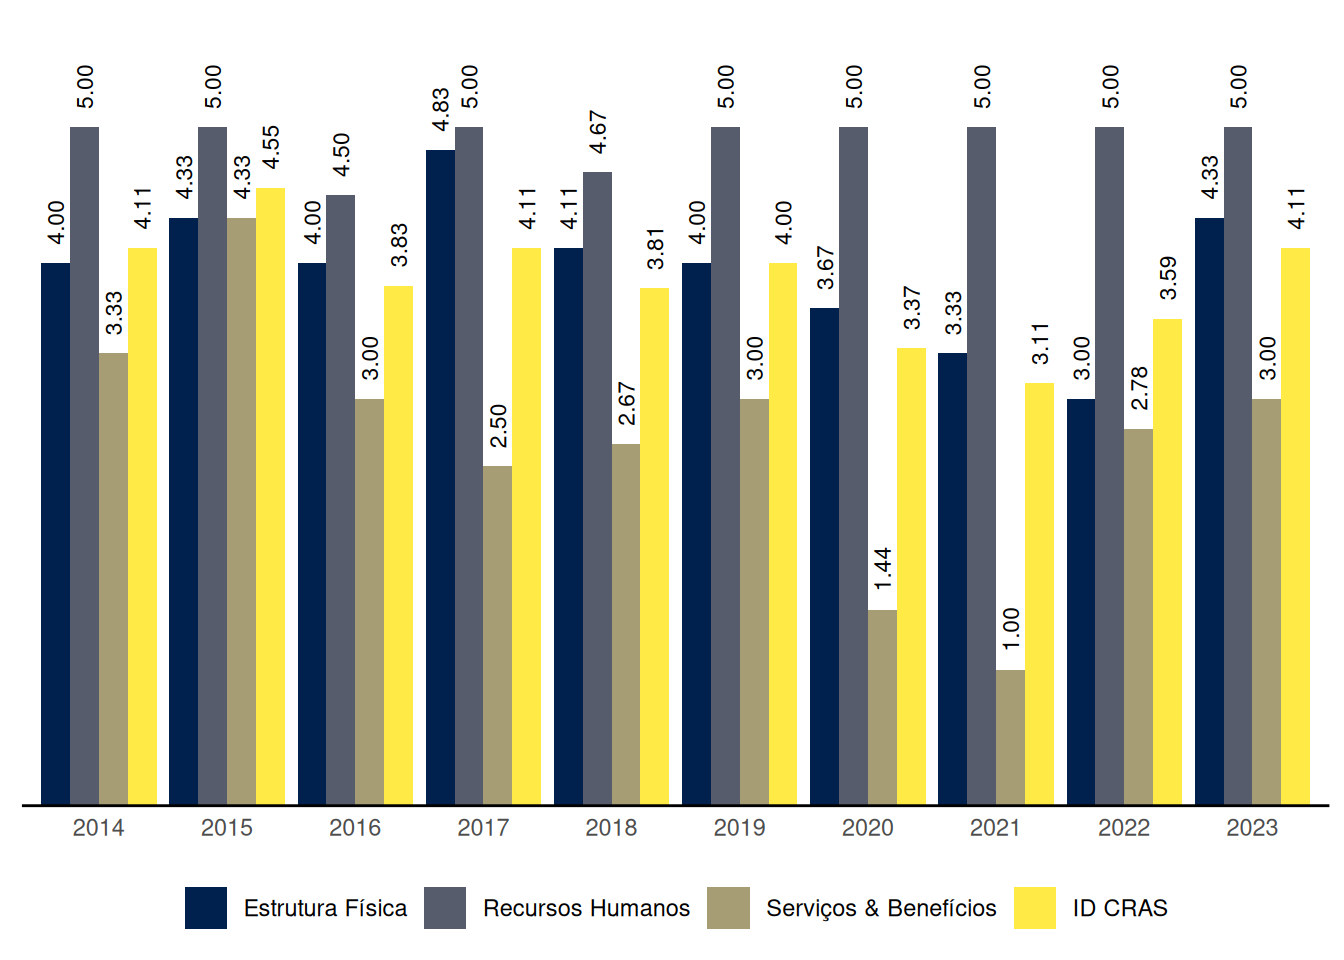 4.00 5.00 3.33 4.11
4.33 5.00 4.33 4.55
4.00 4.50 3.00 3.83
4.83 5.00 2.50 4.11
4.11 4.67 2.67 3.81
4.00 5.00 3.00 4.00
3.67 5.00 1.44 3.37
3.33 5.00 1.00 3.11
3.00 5.00 2.78 3.59
4.33 5.00 3.00 4.11
2014 2015 2016 2017 2018 2019 2020 2021 2022 2023
Estrutura Física Recursos Humanos Serviços & Benefícios ID CRAS